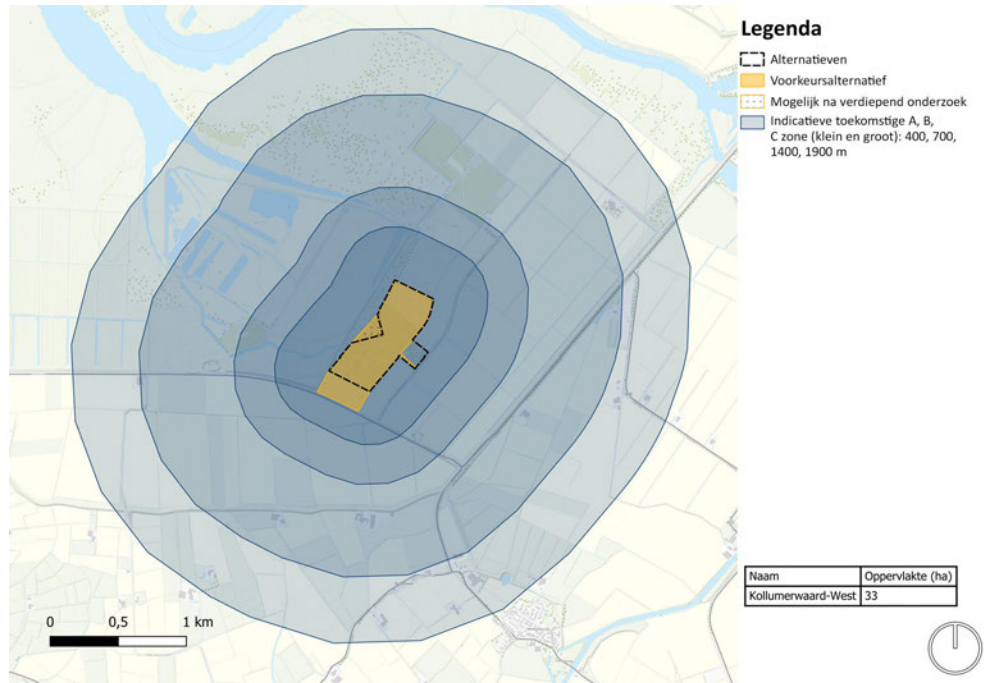 Legenda
Alternatieven
Voorkeursalternatief
Mogelijk na verdiepend onderzoek
Indicatieve toekomstige A, B,
C zone (klein en groot): 400, 700,
1400, 1900 m
Naam Oppervlakte (ha)
Kollumerwaard-West 33
0 0,5 1 km